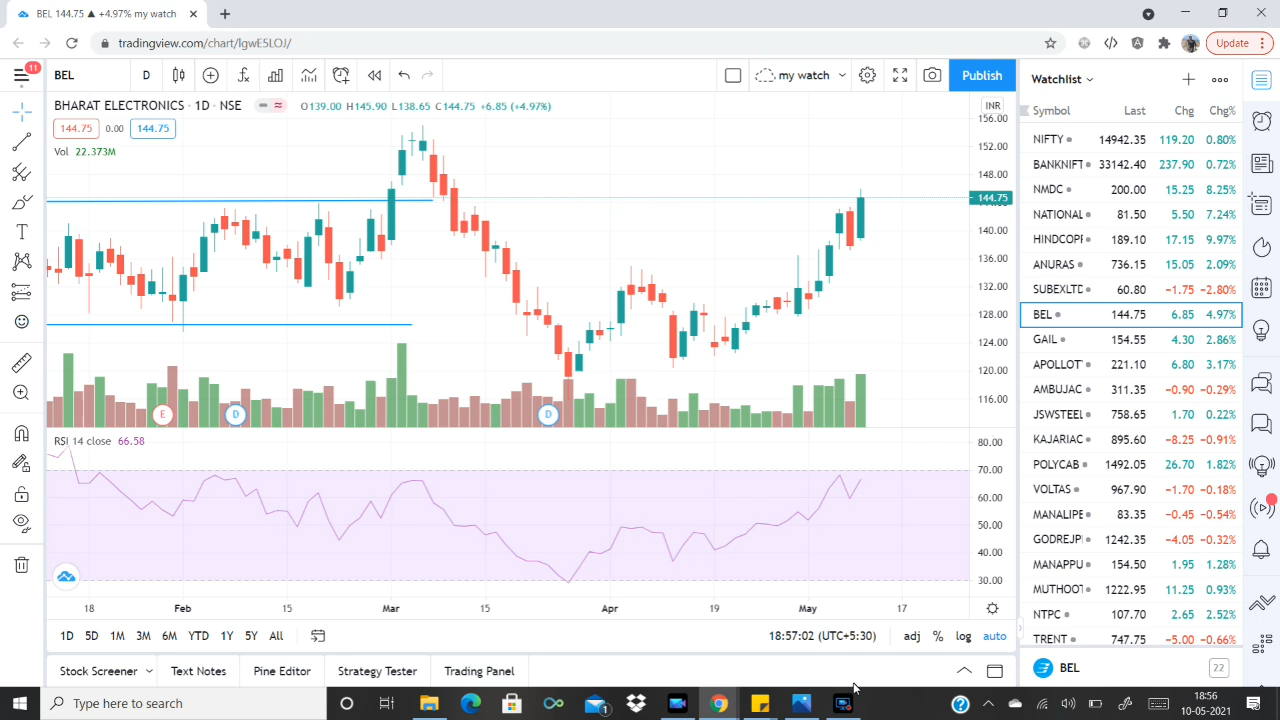 BEL 144.75 ▲ +4.97% my watch
tradingview.com/chart/lgwE5LOJ/
Update
11
BEL
D
my watch
Publish
Watchlist
BHARAT ELECTRONICS · 1D · NSE
O139.00 H145.90 L138.65 C144.75 +6.85 (+4.97%)
144.75
0.00
144.75
Vol 22.373M
INR
156.00
152.00
148.00
144.75
140.00
136.00
132.00
128.00
124.00
120.00
116.00
E
D
D
RSI 14 close 66.58
80.00
70.00
60.00
50.00
40.00
30.00
18
Feb
15
Mar
15
Apr
19
May
17
1D 5D 1M 3M 6M YTD 1Y 5Y All
18:57:02 (UTC+5:30)
adj % log auto
Stock Screener
Text Notes
Pine Editor
Strategy Tester
Trading Panel
Symbol Last Chg Chg%
NIFTY 14942.35 119.20 0.80%
BANKNIFT 33142.40 237.90 0.72%
NMDC 200.00 15.25 8.25%
NATIONAL 81.50 5.50 7.24%
HINDCOPF 189.10 17.15 9.97%
ANURAS 736.15 15.05 2.09%
SUBEXLTD 60.80 −1.75 −2.80%
BEL 144.75 6.85 4.97%
GAIL 154.55 4.30 2.86%
APOLLOT 221.10 6.80 3.17%
AMBUJAC 311.35 −0.90 −0.29%
JSWSTEEL 758.65 1.70 0.22%
KAJARIAC 895.60 −8.25 −0.91%
POLYCAB 1492.05 26.70 1.82%
VOLTAS 967.90 −1.70 −0.18%
MANALIPE 83.35 −0.45 −0.54%
GODREJPI 1242.35 −4.05 −0.32%
MANAPPU 154.50 1.95 1.28%
MUTHOOT 1222.95 11.25 0.93%
NTPC 107.70 2.65 2.52%
TRENT 747.75 −5.00 −0.66%
BEL
22
Type here to search
1
18:56
10-05-2021